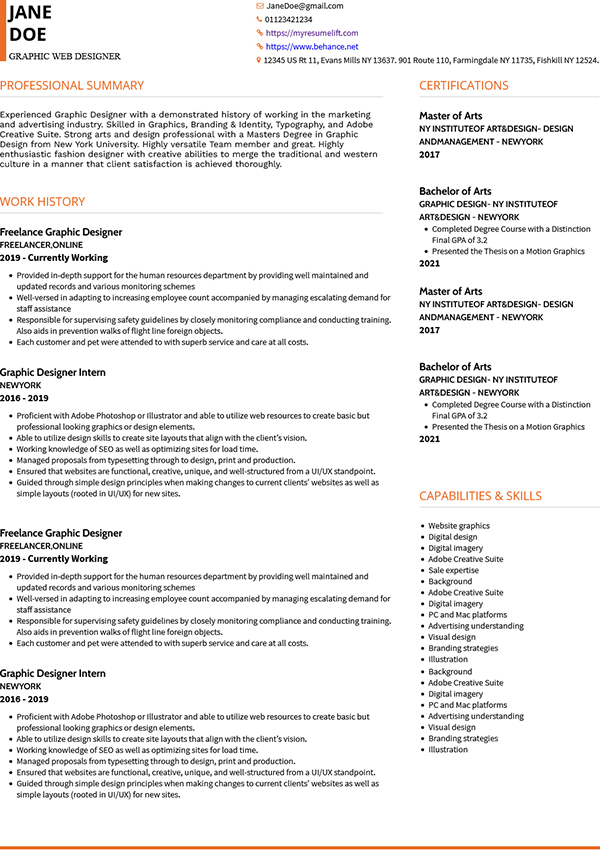 JANE
DOE
GRAPHIC WEB DESIGNER
JaneDoe@gmail.com
01123421234
https://myresumelift.com
https://www.behance.net
12345 US Rt 11, Evans Mills NY 13637. 901 Route 110, Farmingdale NY 11735, Fishkill NY 12524.
PROFESSIONAL SUMMARY
Experienced Graphic Designer with a demonstrated history of working in the marketing
and advertising industry. Skilled in Graphics, Branding & Identity, Typography, and Adobe
Creative Suite. Strong arts and design professional with a Masters Degree in Graphic
Design from New York University. Highly versatile Team member and great. Highly
enthusiastic fashion designer with creative abilities to merge the traditional and western
culture in a manner that client satisfaction is achieved thoroughly.
WORK HISTORY
Freelance Graphic Designer
FREELANCER,ONLINE
2019 - Currently Working
• Provided in-depth support for the human resources department by providing well maintained and
updated records and various monitoring schemes
• Well-versed in adapting to increasing employee count accompanied by managing escalating demand for
staff assistance
• Responsible for supervising safety guidelines by closely monitoring compliance and conducting training.
Also aids in prevention walks of flight line foreign objects.
• Each customer and pet were attended to with superb service and care at all costs.
Graphic Designer Intern
NEWYORK
2016 - 2019
• Proficient with Adobe Photoshop or Illustrator and able to utilize web resources to create basic but
professional looking graphics or design elements.
• Able to utilize design skills to create site layouts that align with the client's vision.
• Working knowledge of SEO as well as optimizing sites for load time.
• Managed proposals from typesetting through to design, print and production.
• Ensured that websites are functional, creative, unique, and well-structured from a UI/UX standpoint.
• Guided through simple design principles when making changes to current clients' websites as well as
simple layouts (rooted in UI/UX) for new sites.
Freelance Graphic Designer
FREELANCER,ONLINE
2019 - Currently Working
• Provided in-depth support for the human resources department by providing well maintained and
updated records and various monitoring schemes
• Well-versed in adapting to increasing employee count accompanied by managing escalating demand for
staff assistance
• Responsible for supervising safety guidelines by closely monitoring compliance and conducting training.
Also aids in prevention walks of flight line foreign objects.
• Each customer and pet were attended to with superb service and care at all costs.
Graphic Designer Intern
NEWYORK
2016 - 2019
• Proficient with Adobe Photoshop or Illustrator and able to utilize web resources to create basic but
professional looking graphics or design elements.
• Able to utilize design skills to create site layouts that align with the client's vision.
• Working knowledge of SEO as well as optimizing sites for load time.
• Managed proposals from typesetting through to design, print and production.
• Ensured that websites are functional, creative, unique, and well-structured from a UI/UX standpoint.
• Guided through simple design principles when making changes to current clients' websites as well as
simple layouts (rooted in UI/UX) for new sites.
CERTIFICATIONS
Master of Arts
NY INSTITUTEOF ART&DESIGN- DESIGN
ANDMANAGEMENT - NEWYORK
2017
Bachelor of Arts
GRAPHIC DESIGN- NY INSTITUTEOF
ART&DESIGN - NEWYORK
• Completed Degree Course with a Distinction
Final GPA of 3.2
• Presented the Thesis on a Motion Graphics
2021
Master of Arts
NY INSTITUTEOF ART&DESIGN- DESIGN
ANDMANAGEMENT - NEWYORK
2017
Bachelor of Arts
GRAPHIC DESIGN- NY INSTITUTEOF
ART&DESIGN - NEWYORK
• Completed Degree Course with a Distinction
Final GPA of 3.2
• Presented the Thesis on a Motion Graphics
2021
CAPABILITIES & SKILLS
• Website graphics
• Digital design
• Digital imagery
• Adobe Creative Suite
• Sale expertise
• Background
• Adobe Creative Suite
• Digital imagery
• PC and Mac platforms
• Advertising understanding
• Visual design
• Branding strategies
• Illustration
• Background
• Adobe Creative Suite
• Digital imagery
• PC and Mac platforms
• Advertising understanding
• Visual design
• Branding strategies
• Illustration